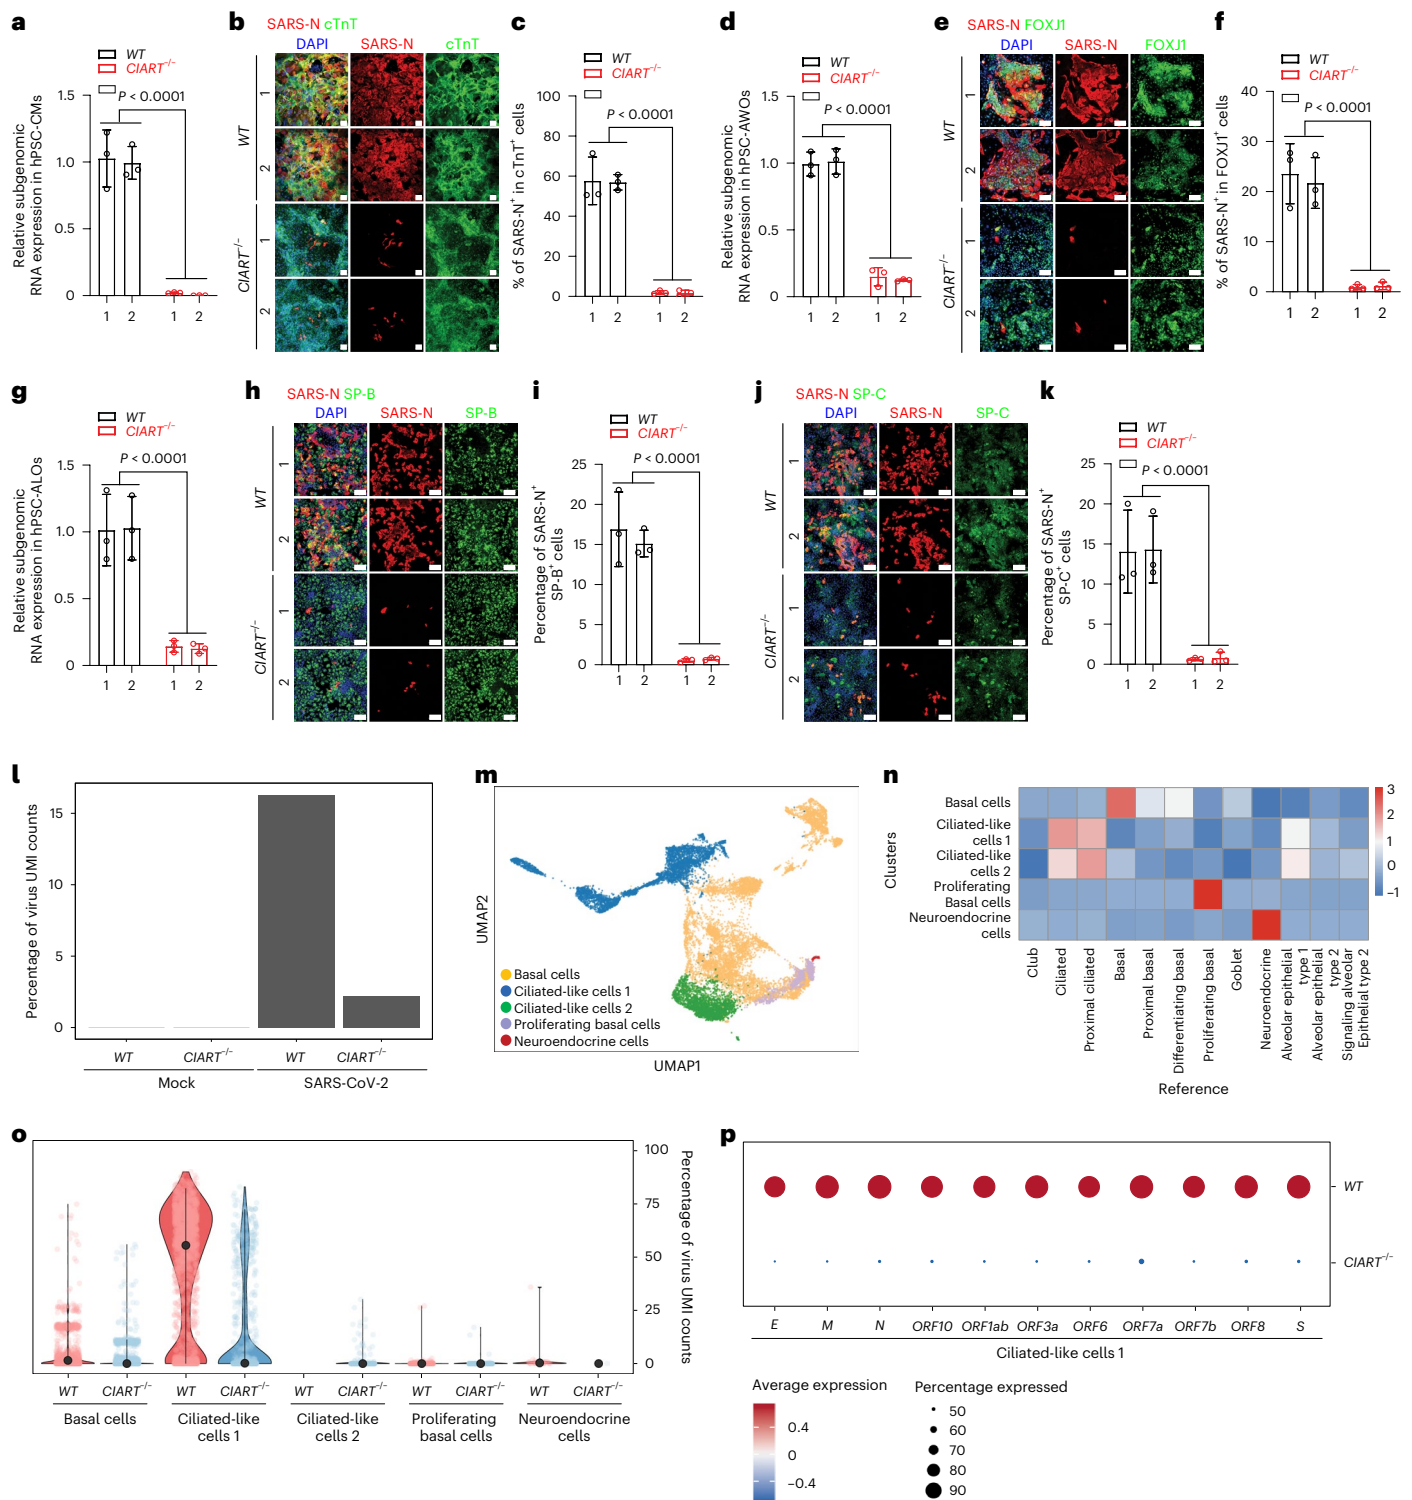 a
WT
CIART−/−
P < 0.0001
Relative subgenomic
RNA expression in hPSC-CMs
1.5
1.0
0.5
0
1 2 1 2
b
SARS-N cTnT
DAPI SARS-N cTnT
WT
1
2
CIART−/−
1
2
c
WT
CIART−/−
P < 0.0001
% of SARS-N+ in cTnT+ cells
100
80
60
40
20
0
1 2 1 2
d
WT
CIART−/−
P < 0.0001
Relative subgenomic
RNA expression in hPSC-AWOs
1.5
1.0
0.5
0
1 2 1 2
e
SARS-N FOXJ1
DAPI SARS-N FOXJ1
WT
1
2
CIART−/−
1
2
f
WT
CIART−/−
P < 0.0001
% of SARS-N+ in FOXJ1+ cells
40
30
20
10
0
1 2 1 2
g
WT
CIART−/−
P < 0.0001
Relative subgenomic
RNA expression in hPSC-ALOs
1.5
1.0
0.5
0
1 2 1 2
h
SARS-N SP-B
DAPI SARS-N SP-B
WT
1
2
CIART−/−
1
2
i
WT
CIART−/−
P < 0.0001
Percentage of SARS-N+
SP-B+ cells
25
20
15
10
5
0
1 2 1 2
j
SARS-N SP-C
DAPI SARS-N SP-C
WT
1
2
CIART−/−
1
2
k
WT
CIART−/−
P < 0.0001
Percentage of SARS-N+
SP-C+ cells
25
20
15
10
5
0
1 2 1 2
l
Percentage of virus UMI counts
15
10
5
0
WT CIART−/− WT CIART−/−
Mock SARS-CoV-2
m
UMAP2
Basal cells
Ciliated-like cells 1
Ciliated-like cells 2
Proliferating basal cells
Neuroendocrine cells
UMAP1
n
Clusters
Basal cells
Ciliated-like
cells 1
Ciliated-like
cells 2
Proliferating
Basal cells
Neuroendocrine
cells
3
2
1
0
−1
Club
Ciliated
Proximal ciliated
Basal
Proximal basal
Differentiating basal
Proliferating basal
Goblet
Neuroendocrine
Alveolar epithelial
type 1
Alveolar epithelial
type 2
Signaling alveolar
Epithelial type 2
Reference
o
100
75
50
25
0
Percentage of virus UMI counts
WT CIART−/− WT CIART−/− WT CIART−/− WT CIART−/− WT CIART−/−
Basal cells
Ciliated-like
cells 1
Ciliated-like
cells 2
Proliferating
basal cells
Neuroendocrine
cells
p
WT
CIART−/−
E M N ORF10 ORF1ab ORF3a ORF6 ORF7a ORF7b ORF8 S
Ciliated-like cells 1
Average expression
0.4
0
−0.4
Percentage expressed
50
60
70
80
90